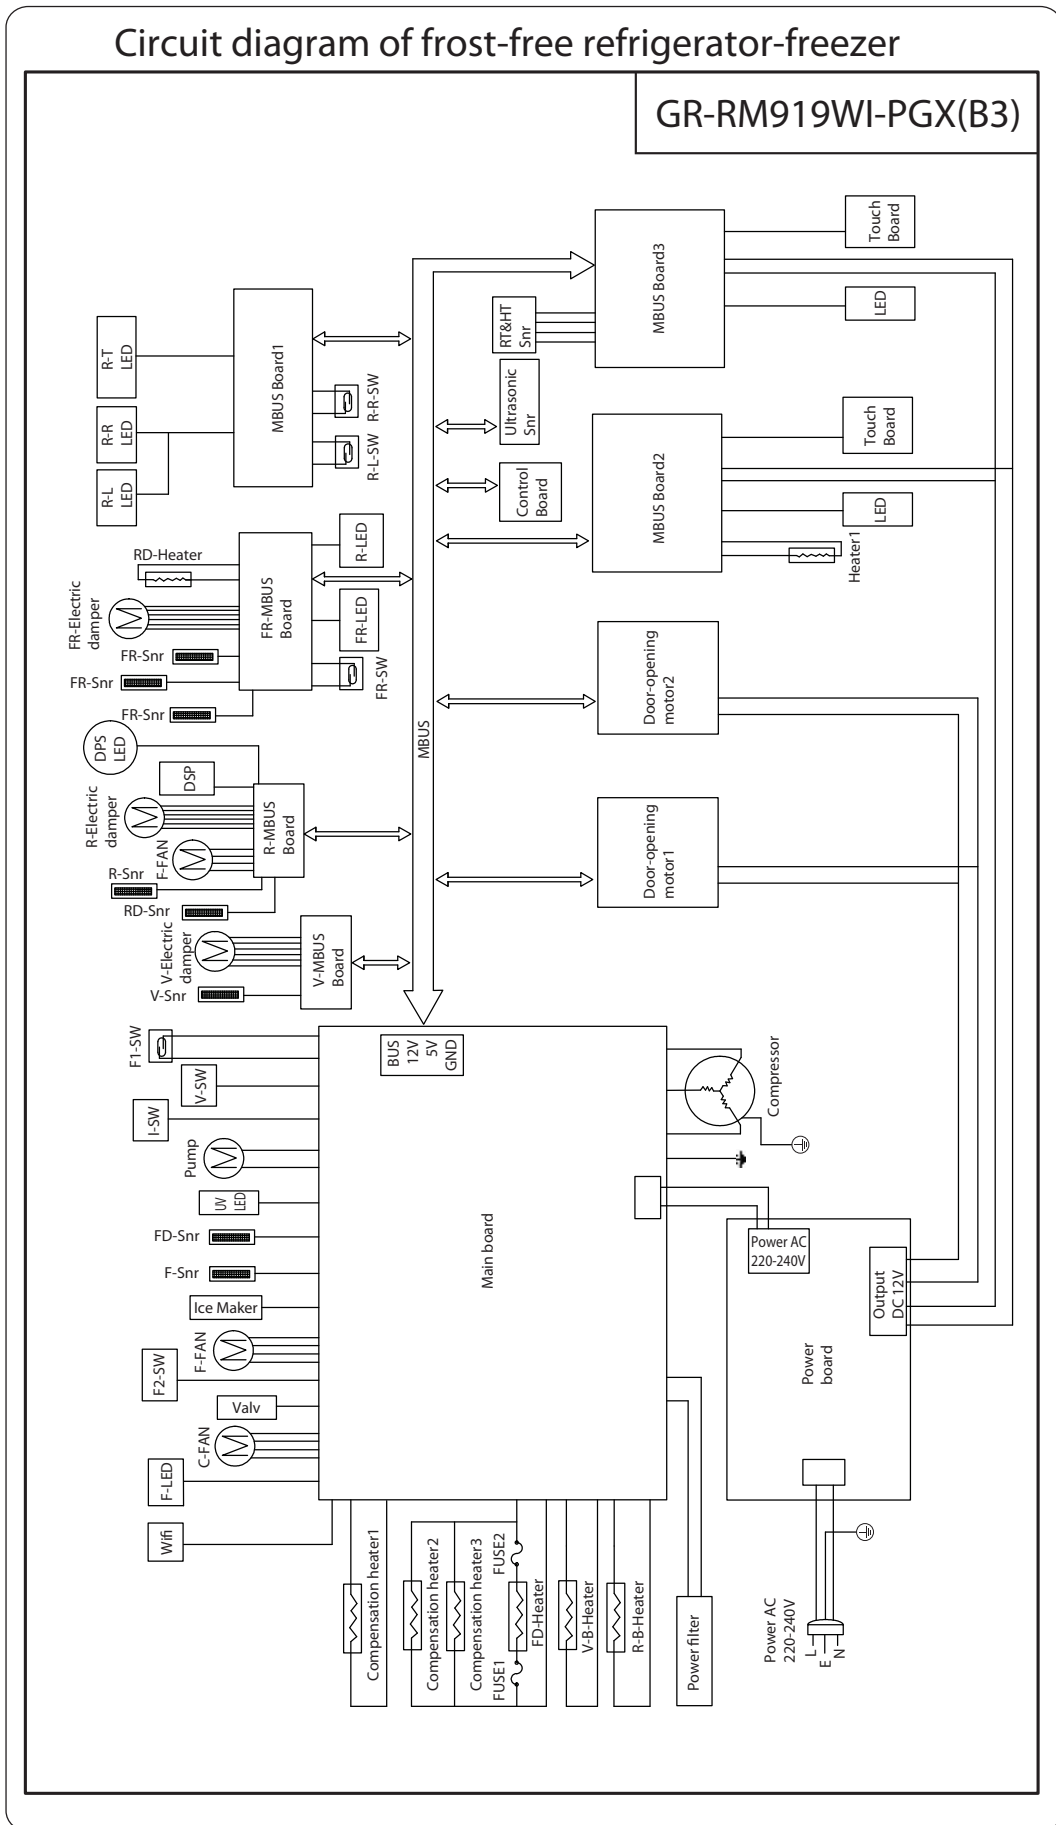 Circuit diagram of frost-free refrigerator-freezer
GR-RM919WI-PGX(B3)
R-T
LED
R-R
LED
R-L
LED
MBUS Board1
R-R-SW
R-L-SW
RD-Heater
FR-Electric
damper
FR-Snr
FR-Snr
FR-Snr
FR-MBUS
Board
R-LED
FR-LED
FR-SW
DPS
LED
DSP
R-Electric
damper
F-FAN
R-Snr
RD-Snr
R-MBUS
Board
V-Electric
damper
V-Snr
V-MBUS
Board
MBUS
RT&HT
Snr
Ultrasonic
Snr
Control
Board
MBUS Board3
Touch
Board
LED
MBUS Board2
Touch
Board
LED
Heater1
Door-opening
motor2
Door-opening
motor1
F1-SW
V-SW
I-SW
Pump
UV
LED
FD-Snr
F-Snr
Ice Maker
F-FAN
F2-SW
Valv
C-FAN
F-LED
Wifi
BUS
12V
5V
GND
Main board
Compressor
Power AC
220-240V
Output
DC 12V
Power
board
Compensation heater1
Compensation heater2
Compensation heater3
FUSE2
FD-Heater
FUSE1
V-B-Heater
R-B-Heater
Power filter
Power AC
220-240V
L
E
N